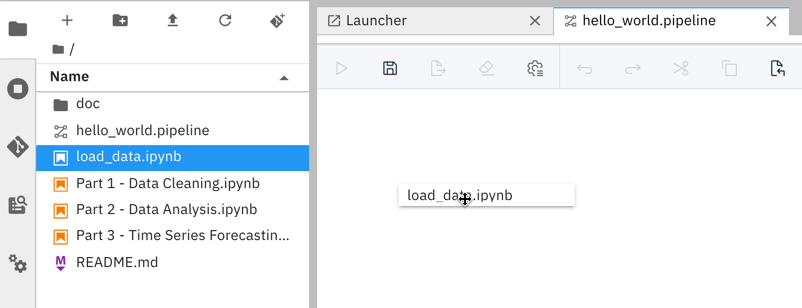 Launcher
hello_world.pipeline
/
Name
doc
hello_world.pipeline
load_data.ipynb
Part 1 - Data Cleaning.ipynb
Part 2 - Data Analysis.ipynb
Part 3 - Time Series Forecastin...
README.md
load_data.ipynb